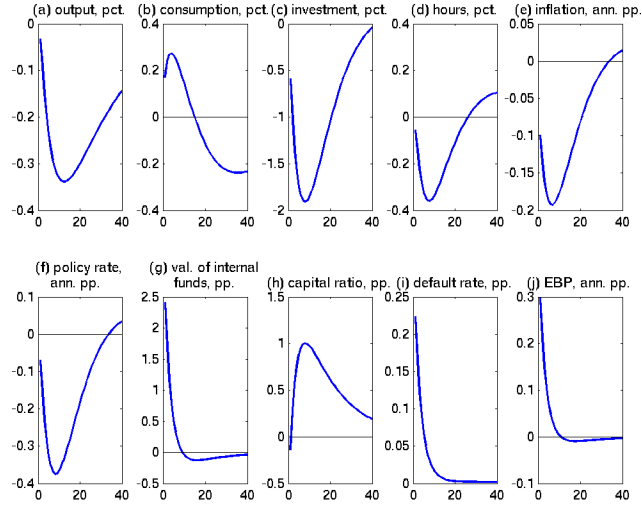 (a) output, pct. (b) consumption, pct. (c) investment, pct. (d) hours, pct. (e) inflation, ann. pp.
0 0.4 0 0.4 0.05
-0.1 0.2 -0.5 0.2 0
-0.2 0 -1 0 -0.05
-0.3 -0.2 -1.5 -0.2 -0.1
-0.15
-0.4 -0.4 -2 -0.4 -0.2
0 20 40 0 20 40 0 20 40 0 20 40 0 20 40
(f) policy rate, ann. pp. (g) val. of internal funds, pp. (h) capital ratio, pp. (i) default rate, pp. (j) EBP, ann. pp.
0.1 2.5 1.5 0.25 0.3
0 2 1 0.2 0.2
-0.1 1.5 0.5 0.15 0.1
-0.2 1 0 0.1 0
-0.3 0.5 -0.5 0.05 -0.1
-0.4 0 0
-0.5
0 20 40 0 20 40 0 20 40 0 20 40 0 20 40